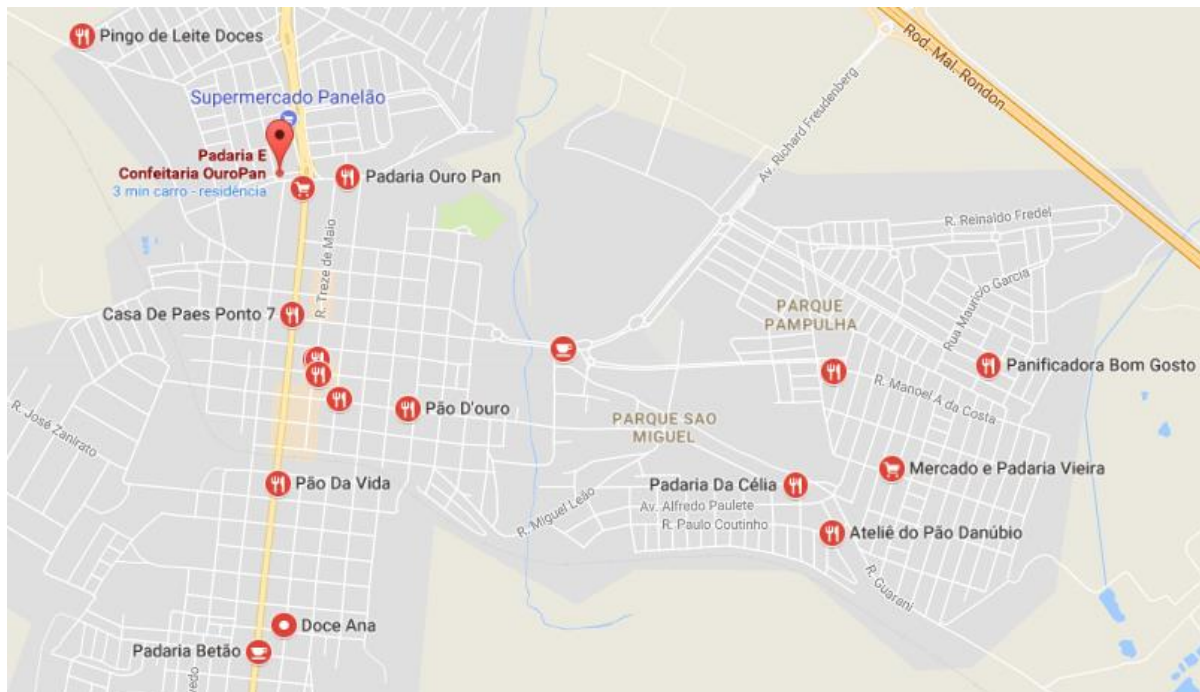 Pingo de Leite Doces
Rod. Mal. Rondon
Av. Richard Freudenberg
Supermercado Panelão
Padaria E
Confeitaria OuroPan
3 min carro - residência
Padaria Ouro Pan
R. Reinaldo Fredel
R. Treze de Maio
Rua Maurício Garcia
Casa De Paes Ponto 7
PARQUE
PAMPULHA
Panificadora Bom Gosto
R. Manoel A da Costa
Pão D'ouro
R. José Zanirato
PARQUE SAO
MIGUEL
Mercado e Padaria Vieira
Pão Da Vida
Padaria Da Célia
R. Miguel Leão
Av. Alfredo Paulete
R. Paulo Coutinho
Ateliê do Pão Danúbio
R. Guarani
Doce Ana
Padaria Betão